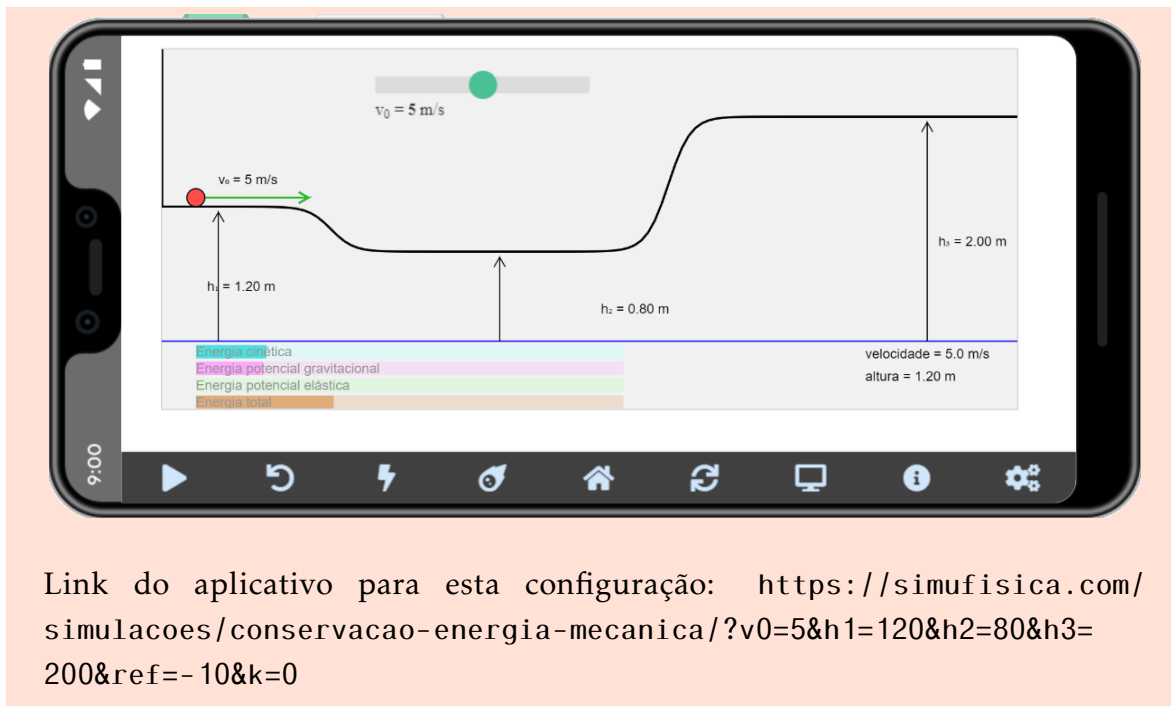 v₀ = 5 m/s
vₒ = 5 m/s
h₁ = 1.20 m
h₂ = 0.80 m
h₃ = 2.00 m
Energia cinética
Energia potencial gravitacional
Energia potencial elástica
Energia total
velocidade = 5.0 m/s
altura = 1.20 m
9:00
Link do aplicativo para esta configuração: https://simufisica.com/
simulacoes/conservacao-energia-mecanica/?v0=5&h1=120&h2=80&h3=
200&ref=-10&k=0